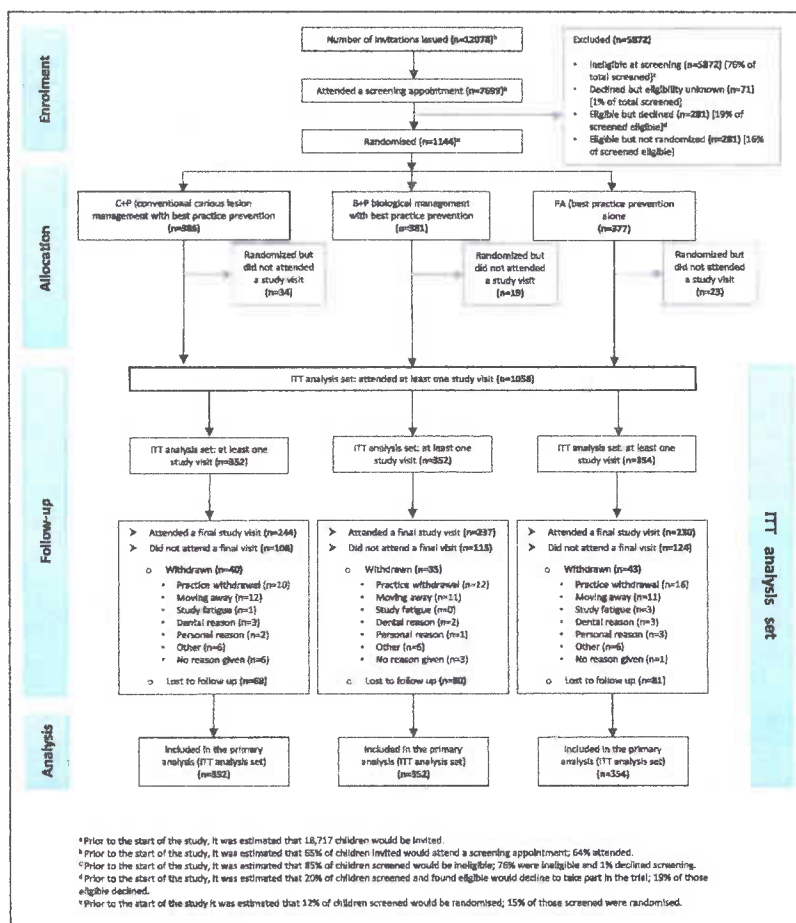 Enrolment
Number of invitations issued (n=12078)ᵇ
Attended a screening appointment (n=7699)ᵃ
Randomised (n=1144)ᵉ
Excluded (n=5872)
• Ineligible at screening (n=5872) [76% of
total screened]ᶜ
• Declined but eligibility unknown (n=71)
[1% of total screened]
• Eligible but declined (n=281) [19% of
screened eligible]ᵈ
• Eligible but not randomized (n=281) [16%
of screened eligible]
Allocation
C+P (conventional carious lesion
management with best practice prevention
(n=386)
B+P biological management
with best practice prevention
(n=381)
PA (best practice prevention
alone
(n=377)
Randomized but
did not attended
a study visit
(n=34)
Randomized but
did not attended
a study visit
(n=19)
Randomized but
did not attended
a study visit
(n=23)
ITT analysis set: attended at least one study visit (n=1058)
Follow-up
ITT analysis set
ITT analysis set: at least one
study visit (n=352)
ITT analysis set: at least one
study visit (n=352)
ITT analysis set: at least one
study visit (n=354)
➤ Attended a final study visit (n=244)
➤ Did not attend a final visit (n=108)
o Withdrawn (n=40)
• Practice withdrawal (n=10)
• Moving away (n=12)
• Study fatigue (n=1)
• Dental reason (n=3)
• Personal reason (n=2)
• Other (n=6)
• No reason given (n=6)
o Lost to follow up (n=68)
➤ Attended a final study visit (n=237)
➤ Did not attend a final visit (n=115)
o Withdrawn (n=35)
• Practice withdrawal (n=12)
• Moving away (n=11)
• Study fatigue (n=0)
• Dental reason (n=2)
• Personal reason (n=1)
• Other (n=6)
• No reason given (n=3)
o Lost to follow up (n=80)
➤ Attended a final study visit (n=230)
➤ Did not attend a final visit (n=124)
o Withdrawn (n=43)
• Practice withdrawal (n=16)
• Moving away (n=11)
• Study fatigue (n=3)
• Dental reason (n=3)
• Personal reason (n=3)
• Other (n=6)
• No reason given (n=1)
o Lost to follow up (n=81)
Analysis
Included in the primary
analysis (ITT analysis set)
(n=352)
Included in the primary
analysis (ITT analysis set)
(n=352)
Included in the primary
analysis (ITT analysis set)
(n=354)
ᵃ Prior to the start of the study, it was estimated that 18,717 children would be invited.
ᵇ Prior to the start of the study, it was estimated that 65% of children invited would attend a screening appointment; 64% attended.
ᶜ Prior to the start of the study, it was estimated that 85% of children screened would be ineligible; 76% were ineligible and 1% declined screening.
ᵈ Prior to the start of the study, it was estimated that 20% of children screened and found eligible would decline to take part in the trial; 19% of those
eligible declined.
ᵉ Prior to the start of the study it was estimated that 12% of children screened would be randomised; 15% of those screened were randomised.